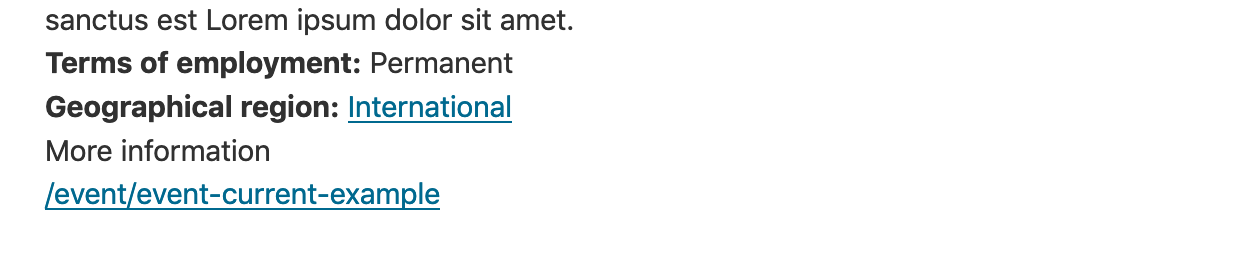 sanctus est Lorem ipsum dolor sit amet.
Terms of employment: Permanent
Geographical region: International
More information
/event/event-current-example